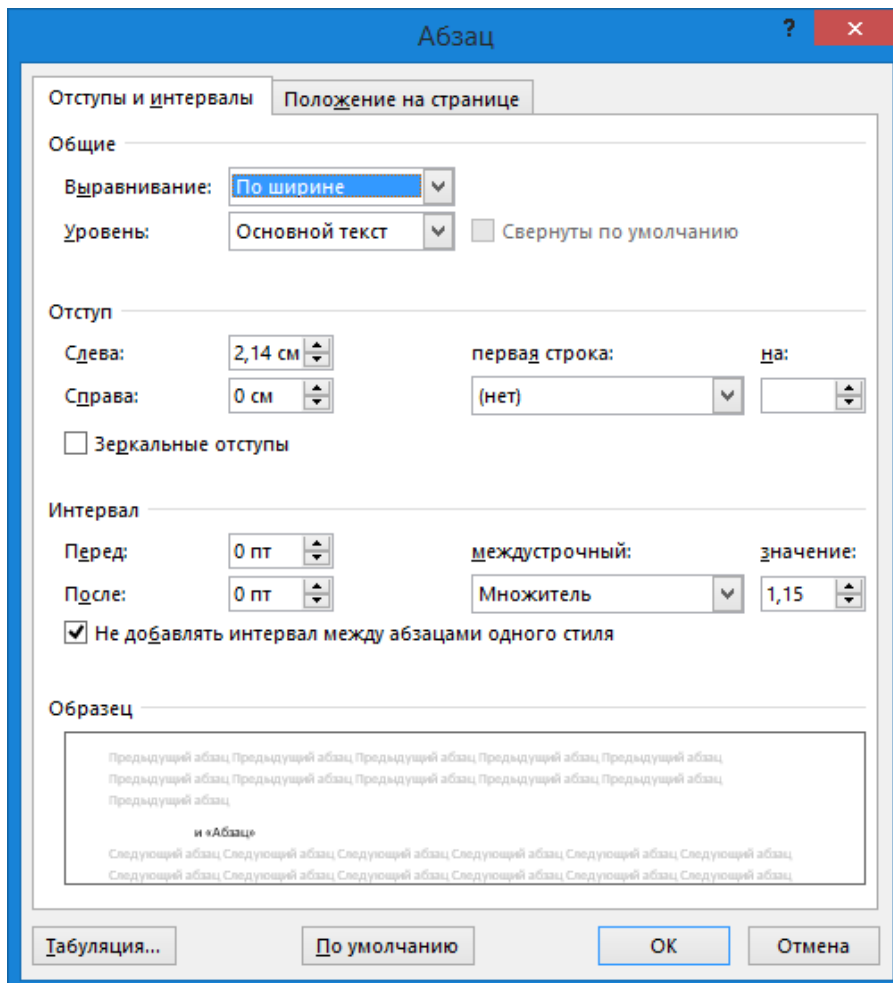 Абзац
?
Отступы и интервалы Положение на странице
Общие
Выравнивание: По ширине
Уровень: Основной текст Свернуты по умолчанию
Отступ
Слева: 2,14 см первая строка: на:
Справа: 0 см (нет)
Зеркальные отступы
Интервал
Перед: 0 пт междустрочный: значение:
После: 0 пт Множитель 1,15
Не добавлять интервал между абзацами одного стиля
Образец
Предыдущий абзац Предыдущий абзац Предыдущий абзац Предыдущий абзац Предыдущий абзац
Предыдущий абзац Предыдущий абзац Предыдущий абзац Предыдущий абзац Предыдущий абзац
Предыдущий абзац
и «Абзац»
Следующий абзац Следующий абзац Следующий абзац Следующий абзац Следующий абзац Следующий абзац
Следующий абзац Следующий абзац Следующий абзац Следующий абзац Следующий абзац Следующий абзац
Табуляция... По умолчанию ОК Отмена